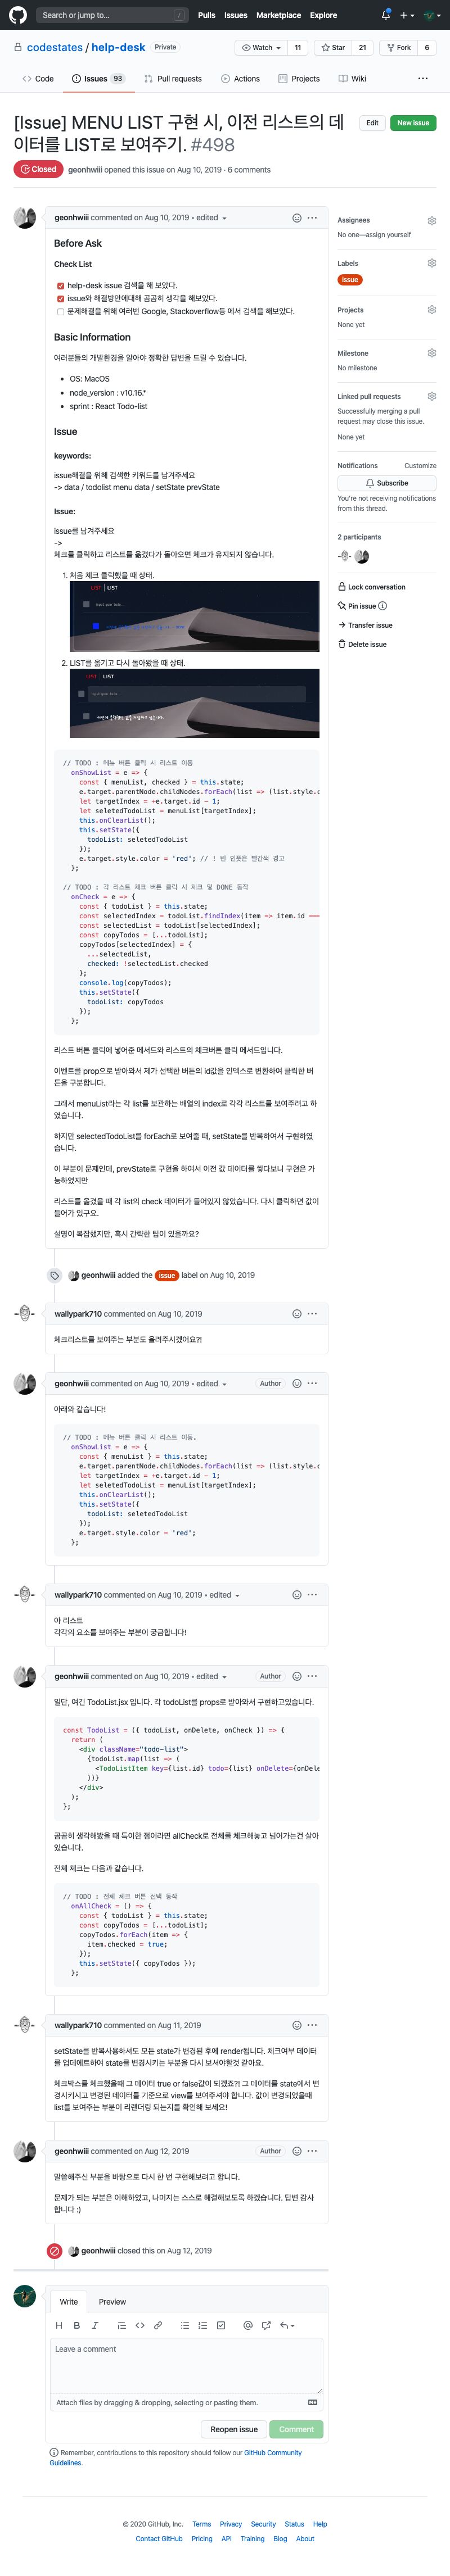 Search or jump to...
/
Pulls Issues Marketplace Explore
codestates / help-desk Private
Watch 11 Star 21 Fork 6
Code Issues 93 Pull requests Actions Projects Wiki
[Issue] MENU LIST 구현 시, 이전 리스트의 데
이터를 LIST로 보여주기. #498
Edit New issue
Closed geonhwiii opened this issue on Aug 10, 2019 · 6 comments
geonhwiii commented on Aug 10, 2019 • edited
Before Ask
Check List
help-desk issue 검색을 해 보았다.
issue와 해결방안에대해 곰곰히 생각을 해보았다.
문제해결을 위해 여러번 Google, Stackoverflow등 에서 검색을 해보았다.
Basic Information
여러분들의 개발환경을 알아야 정확한 답변을 드릴 수 있습니다.
• OS: MacOS
• node_version : v10.16.*
• sprint : React Todo-list
Issue
keywords:
issue해결을 위해 검색한 키워드를 남겨주세요
-> data / todolist menu data / setState prevState
Issue:
issue를 남겨주세요
->
체크를 클릭하고 리스트를 옮겼다가 돌아오면 체크가 유지되지 않습니다.
1. 처음 체크 클릭했을 때 상태.
LIST | LIST
2. LIST를 옮기고 다시 돌아왔을 때 상태.
LIST | LIST
// TODO : 메뉴 버튼 클릭 시 리스트 이동
onShowList = e => {
const { menuList, checked } = this.state;
e.target.parentNode.childNodes.forEach(list => (list.style.c
let targetIndex = +e.target.id - 1;
let seletedTodoList = menuList[targetIndex];
this.onClearList();
this.setState({
todoList: seletedTodoList
});
e.target.style.color = 'red'; // ! 빈 인풋은 빨간색 경고
};
// TODO : 각 리스트 체크 버튼 클릭 시 체크 및 DONE 동작
onCheck = e => {
const { todoList } = this.state;
const selectedIndex = todoList.findIndex(item => item.id ===
const selectedList = todoList[selectedIndex];
const copyTodos = [...todoList];
copyTodos[selectedIndex] = {
...selectedList,
checked: !selectedList.checked
};
console.log(copyTodos);
this.setState({
todoList: copyTodos
});
};
리스트 버튼 클릭에 넣어준 메서드와 리스트의 체크버튼 클릭 메서드입니다.
이벤트를 prop으로 받아와서 제가 선택한 버튼의 id값을 인덱스로 변환하여 클릭한 버
튼을 구분합니다.
그래서 menuList라는 각 list를 보관하는 배열의 index로 각각 리스트를 보여주려고 하
였습니다.
하지만 selectedTodoList를 forEach로 보여줄 때, setState를 반복하여서 구현하였
습니다.
이 부분이 문제인데, prevState로 구현을 하여서 이전 값 데이터를 쌓다보니 구현은 가
능하였지만
리스트를 옮겼을 때 각 list의 check 데이터가 들어있지 않았습니다. 다시 클릭하면 값이
들어가 있구요.
설명이 복잡했지만, 혹시 간략한 팁이 있을까요?
geonhwiii added the issue label on Aug 10, 2019
wallypark710 commented on Aug 10, 2019
체크리스트를 보여주는 부분도 올려주시겠어요?!
geonhwiii commented on Aug 10, 2019 • edited Author
아래와 같습니다!
// TODO : 메뉴 버튼 클릭 시 리스트 이동.
onShowList = e => {
const { menuList } = this.state;
e.target.parentNode.childNodes.forEach(list => (list.style.c
let targetIndex = +e.target.id - 1;
let seletedTodoList = menuList[targetIndex];
this.onClearList();
this.setState({
todoList: seletedTodoList
});
e.target.style.color = 'red';
};
wallypark710 commented on Aug 10, 2019 • edited
아 리스트
각각의 요소를 보여주는 부분이 궁금합니다!
geonhwiii commented on Aug 10, 2019 • edited Author
일단, 여긴 TodoList.jsx 입니다. 각 todoList를 props로 받아와서 구현하고있습니다.
const TodoList = ({ todoList, onDelete, onCheck }) => {
return (
<div className="todo-list">
{todoList.map(list => (
<TodoListItem key={list.id} todo={list} onDelete={onDele
))}
</div>
);
};
곰곰히 생각해봤을 때 특이한 점이라면 allCheck로 전체를 체크해놓고 넘어가는건 살아
있습니다.
전체 체크는 다음과 같습니다.
// TODO : 전체 체크 버튼 선택 동작
onAllCheck = () => {
const { todoList } = this.state;
const copyTodos = [...todoList];
copyTodos.forEach(item => {
item.checked = true;
});
this.setState({ copyTodos });
};
wallypark710 commented on Aug 11, 2019
setState를 반복사용하셔도 모든 state가 변경된 후에 render됩니다. 체크여부 데이터
를 업데에트하여 state를 변경시키는 부분을 다시 보셔야할것 같아요.
체크박스를 체크했을때 그 데이터 true or false값이 되겠죠?! 그 데이터를 state에서 변
경시키시고 변경된 데이터를 기준으로 view를 보여주셔야 합니다. 값이 변경되었을때
list를 보여주는 부분이 리랜더링 되는지를 확인해 보세요!
geonhwiii commented on Aug 12, 2019 Author
말씀해주신 부분을 바탕으로 다시 한 번 구현해보려고 합니다.
문제가 되는 부분은 이해하였고, 나머지는 스스로 해결해보도록 하겠습니다. 답변 감사
합니다 :)
geonhwiii closed this on Aug 12, 2019
Write Preview
Leave a comment
Attach files by dragging & dropping, selecting or pasting them.
Reopen issue Comment
Remember, contributions to this repository should follow our GitHub Community
Guidelines.
Assignees
No one—assign yourself
Labels
issue
Projects
None yet
Milestone
No milestone
Linked pull requests
Successfully merging a pull
request may close this issue.
None yet
Notifications Customize
Subscribe
You're not receiving notifications
from this thread.
2 participants
Lock conversation
Pin issue
Transfer issue
Delete issue
© 2020 GitHub, Inc. Terms Privacy Security Status Help
Contact GitHub Pricing API Training Blog About